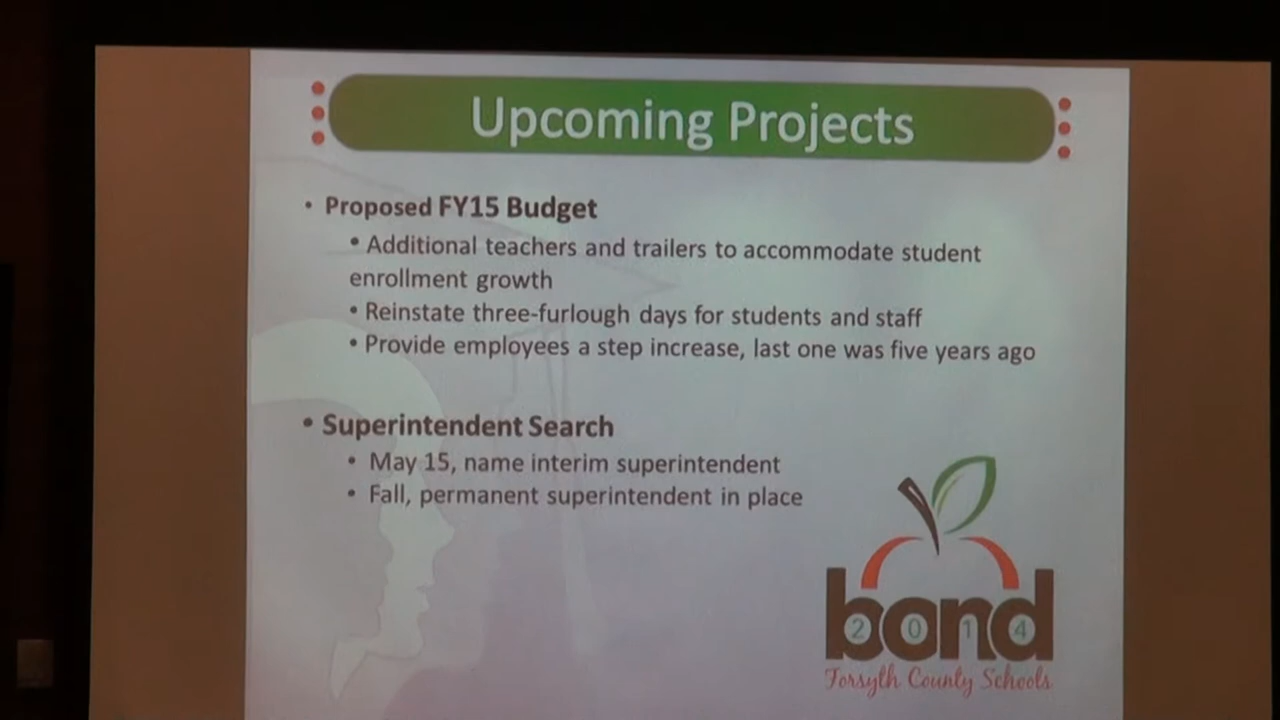 Upcoming Projects
• Proposed FY15 Budget
• Additional teachers and trailers to accommodate student
enrollment growth
• Reinstate three-furlough days for students and staff
• Provide employees a step increase, last one was five years ago
• Superintendent Search
• May 15, name interim superintendent
• Fall, permanent superintendent in place
bond
2014
Forsyth County Schools